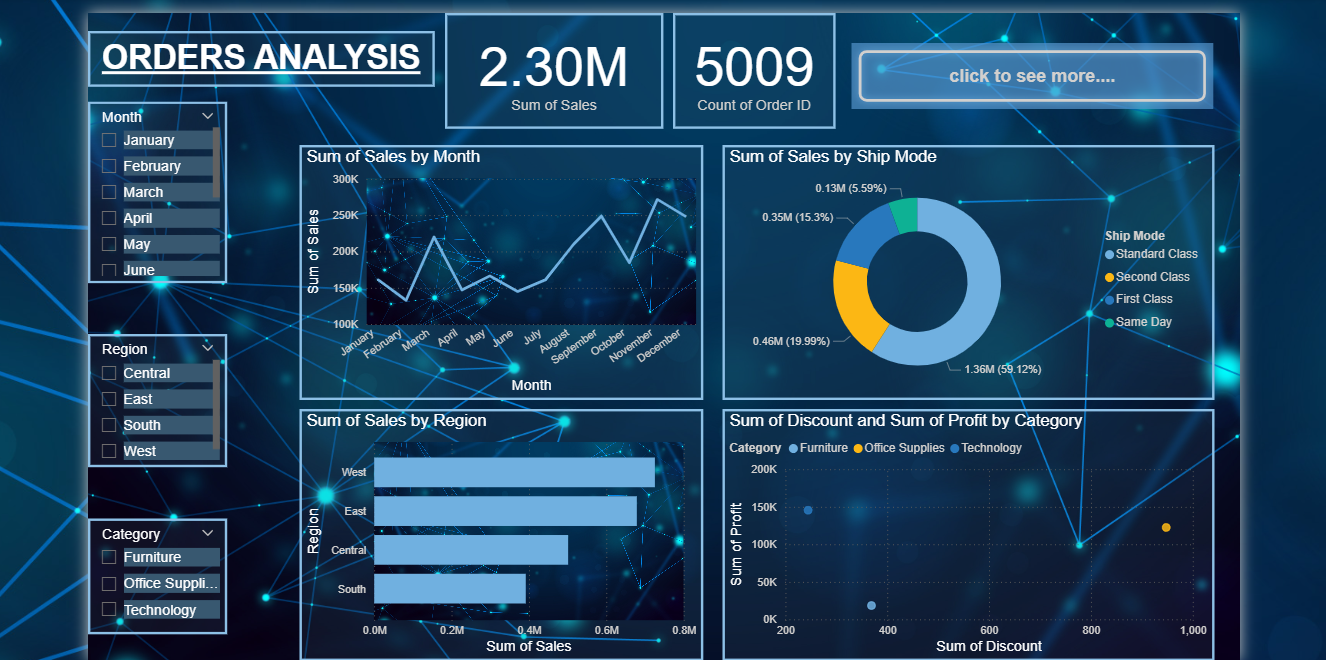 ORDERS ANALYSIS
2.30M
Sum of Sales
5009
Count of Order ID
click to see more....
Month
January
February
March
April
May
June
Region
Central
East
South
West
Category
Furniture
Office Suppli...
Technology
Sum of Sales by Month
300K
250K
200K
150K
100K
Sum of Sales
January
February
March
April
May
June
July
August
September
October
November
December
Month
Sum of Sales by Ship Mode
0.13M (5.59%)
0.35M (15.3%)
0.46M (19.99%)
1.36M (59.12%)
Ship Mode
Standard Class
Second Class
First Class
Same Day
Sum of Sales by Region
Region
West
East
Central
South
0.0M 0.2M 0.4M 0.6M 0.8M
Sum of Sales
Sum of Discount and Sum of Profit by Category
Category Furniture Office Supplies Technology
200K
150K
100K
50K
0K
Sum of Profit
200 400 600 800 1,000
Sum of Discount